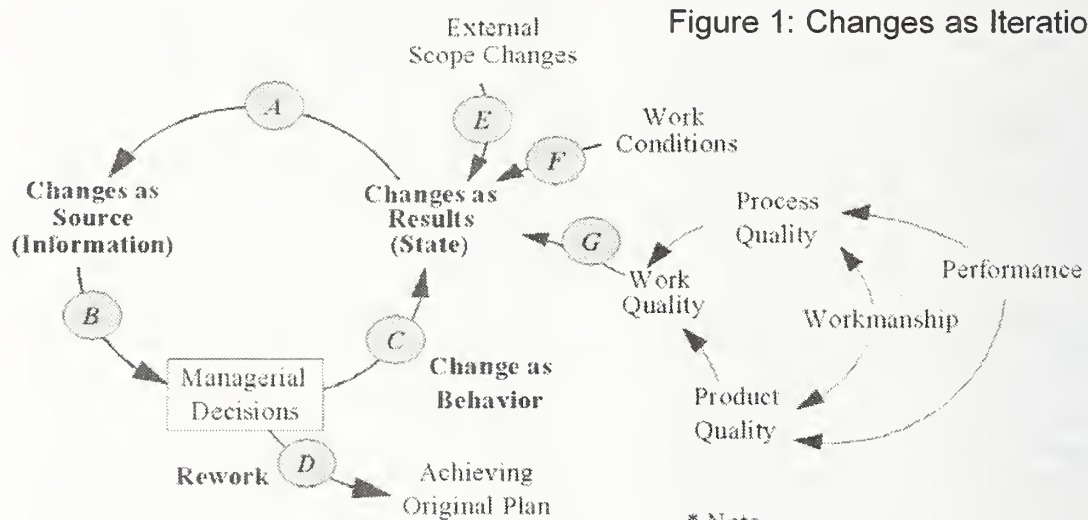 Figure 1: Changes as Iteratio
External
Scope Changes
A
E
Work
Conditions
F
Changes as
Source
(Information)
Changes as
Results
(State)
Process
Quality
G
Performance
Work
Quality
B
Workmanship
C
Managerial
Decisions
Change as
Behavior
Product
Quality
Rework
D
Achieving
Original Plan
* Note